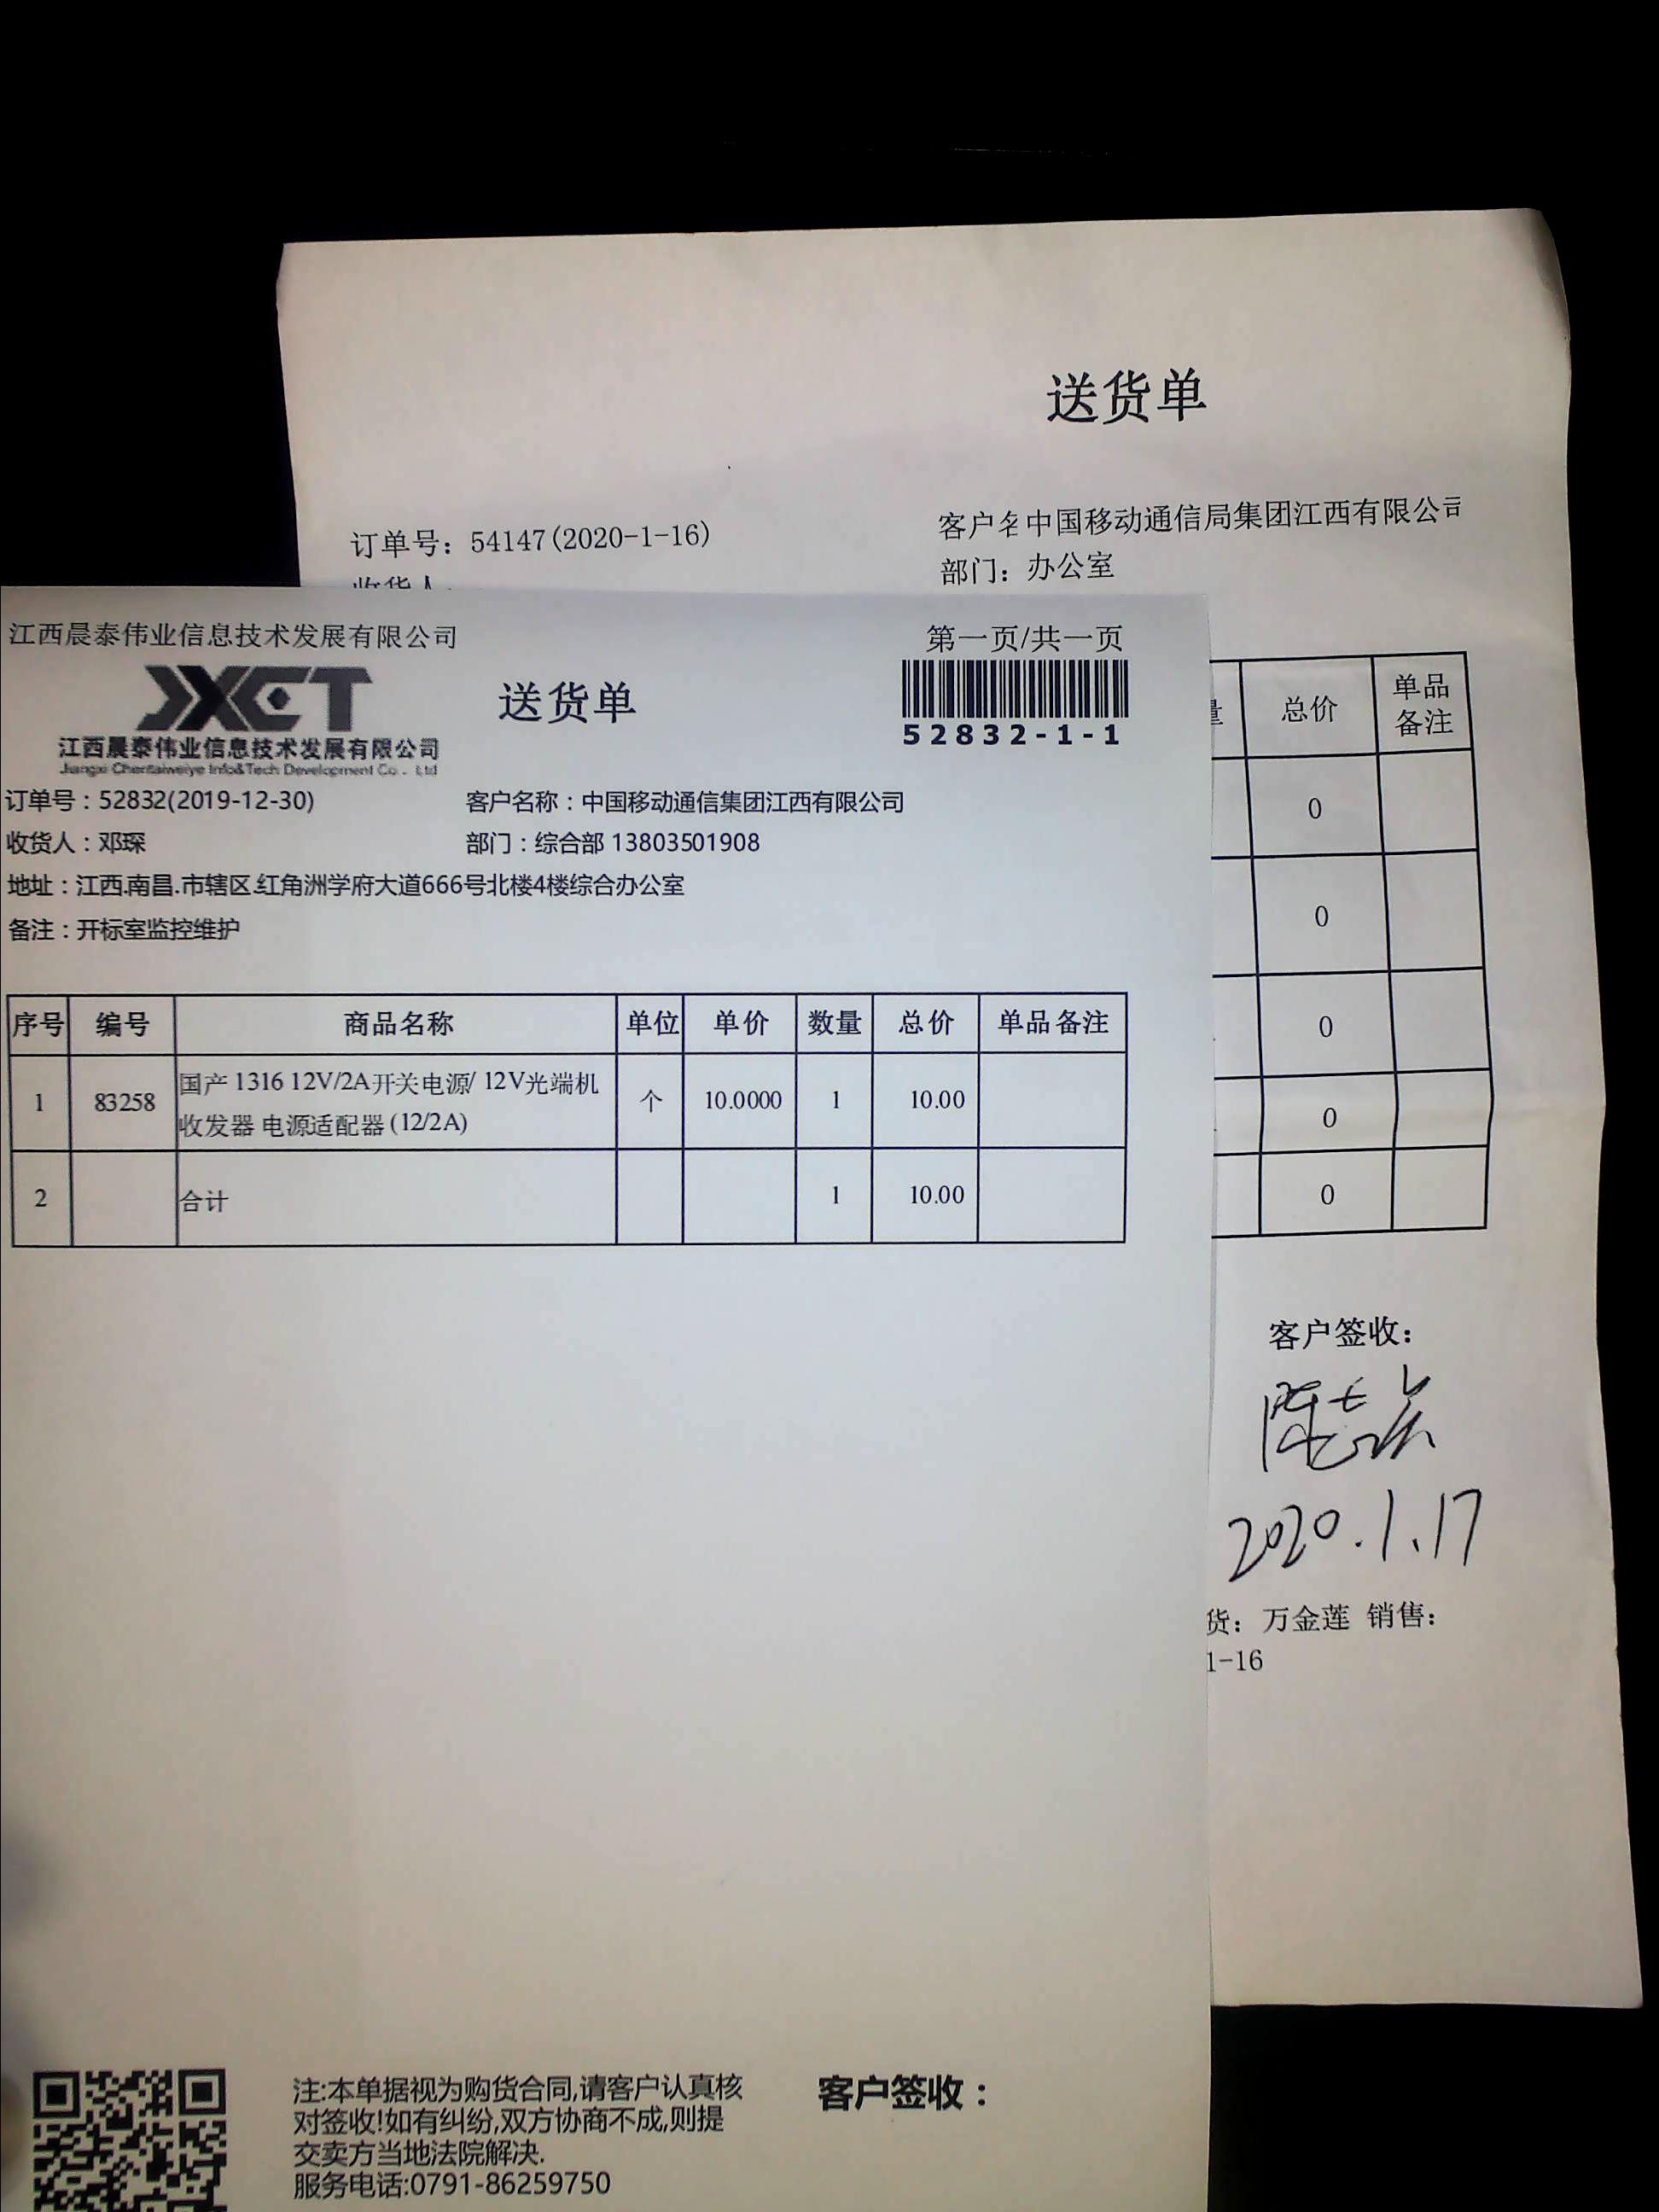 送货单
订单号: 54147(2020-1-16)
客户名中国移动通信局集团江西有限公司
部门: 办公室
收货人
江西晨泰伟业信息技术发展有限公司
第一页/共一页
JXCT
送货单
52832-1-1
江西晨泰伟业信息技术发展有限公司
Jiangxi Chentaiweiye Info&Tech Development Co . Ltd
订单号：52832(2019-12-30)
客户名称：中国移动通信集团江西有限公司
收货人：邓琛
部门：综合部 13803501908
地址：江西.南昌.市辖区.红角洲学府大道666号北楼4楼综合办公室
备注：开标室监控维护
序号 编号 商品名称 单位 单价 数量 总价 单品备注
1 83258 国产 1316 12V/2A开关电源/ 12V光端机
收发器 电源适配器 (12/2A) 个 10.0000 1 10.00
2 合计 1 10.00
量 总价 单品
备注
0
0
0
0
0
客户签收:
2020.1.17
货: 万金莲 销售:
1-16
注:本单据视为购货合同,请客户认真核
对签收!如有纠纷,双方协商不成,则提
交卖方当地法院解决.
服务电话:0791-86259750
客户签收：